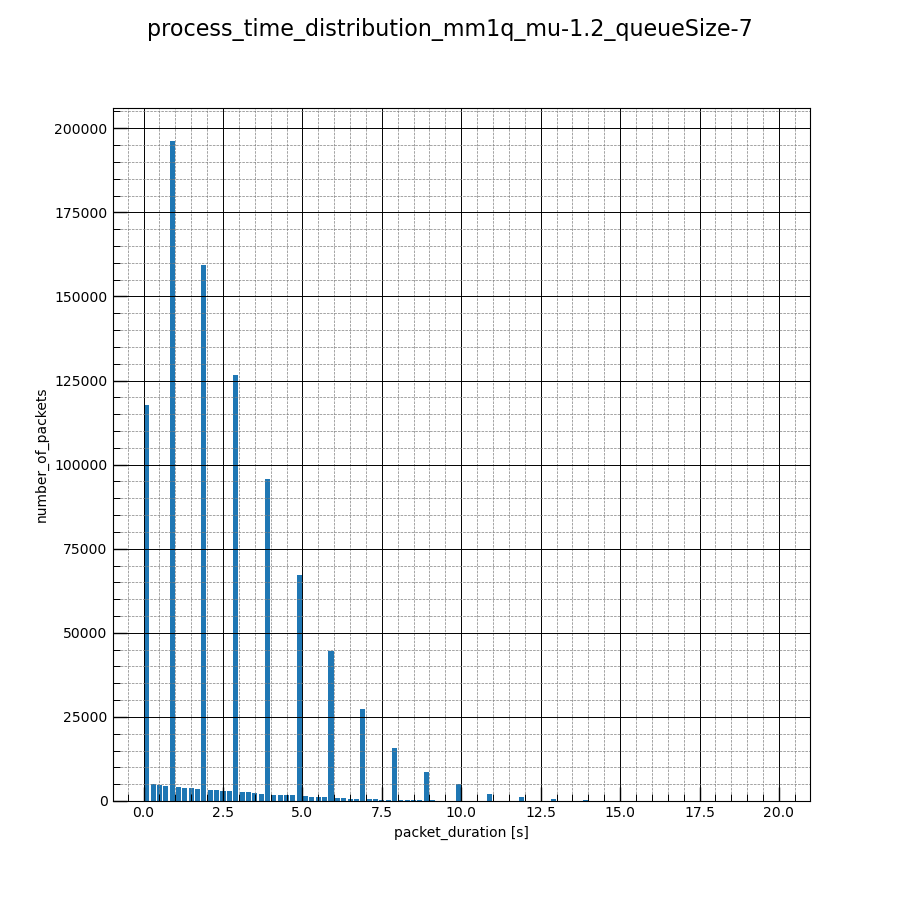 process_time_distribution_mm1q_mu-1.2_queueSize-7
200000
175000
150000
125000
100000
75000
50000
25000
0
number_of_packets
0.0 2.5 5.0 7.5 10.0 12.5 15.0 17.5 20.0
packet_duration [s]